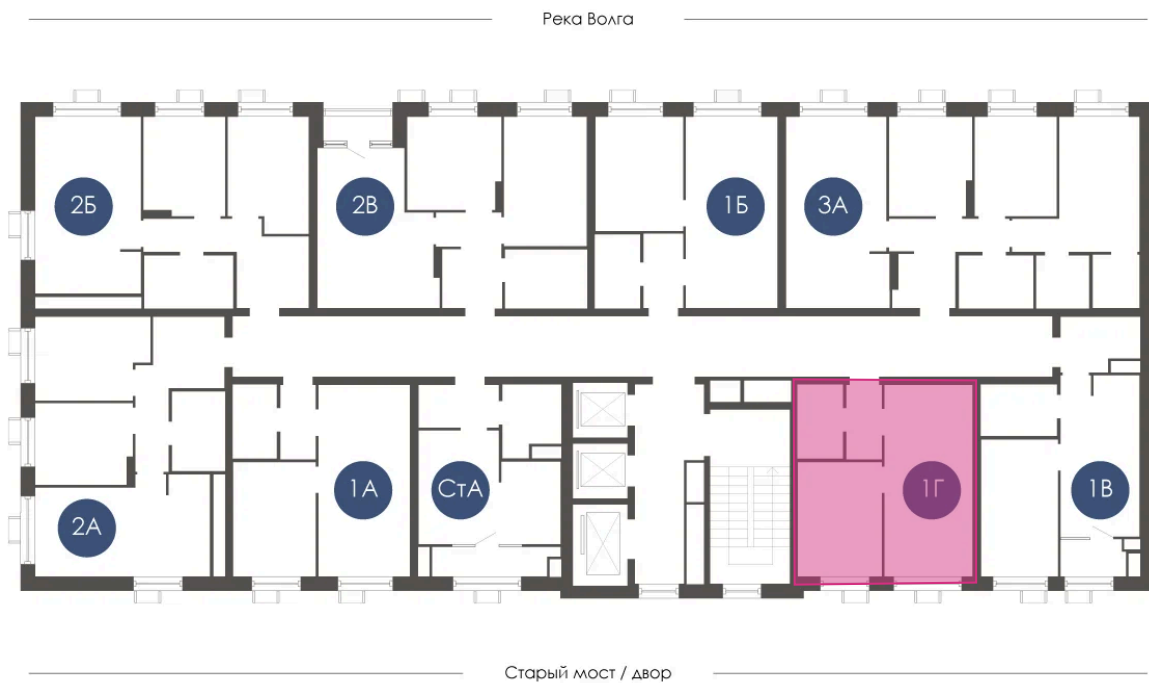 Река Волга
2Б
2В
1Б
3А
2А
1А
СтА
1Г
1В
Старый мост / двор